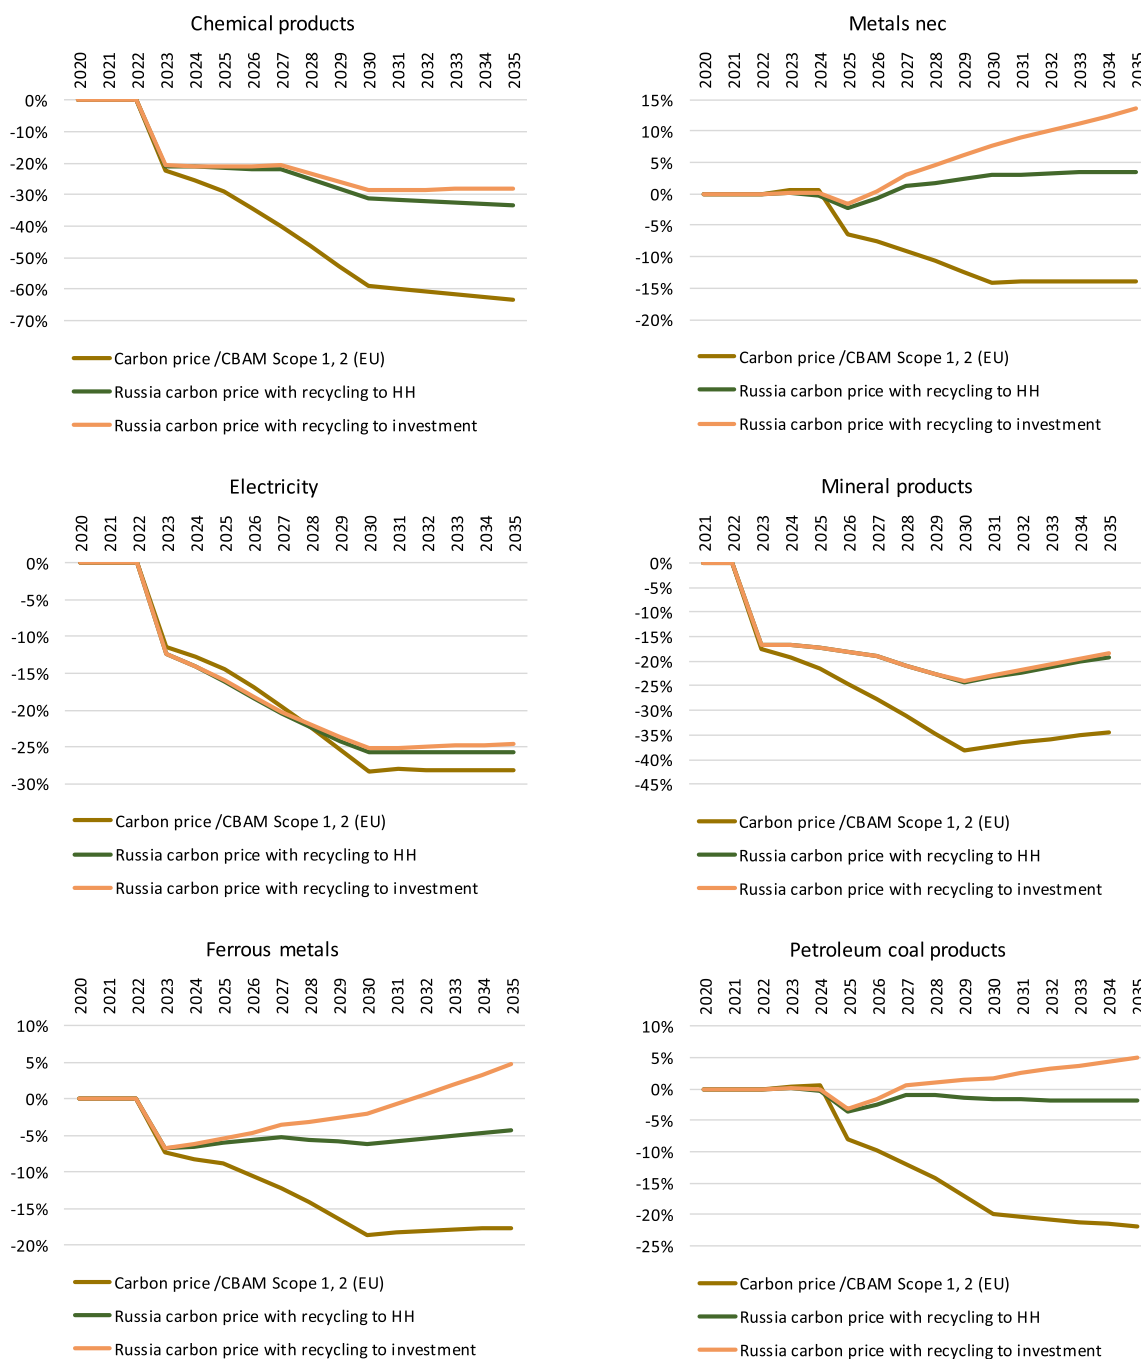 Chemical products
2020 2021 2022 2023 2024 2025 2026 2027 2028 2029 2030 2031 2032 2033 2034 2035
0%
-10%
-20%
-30%
-40%
-50%
-60%
-70%
Carbon price /CBAM Scope 1, 2 (EU)
Russia carbon price with recycling to HH
Russia carbon price with recycling to investment
Metals nec
2020 2021 2022 2023 2024 2025 2026 2027 2028 2029 2030 2031 2032 2033 2034 2035
15%
10%
5%
0%
-5%
-10%
-15%
-20%
Carbon price /CBAM Scope 1, 2 (EU)
Russia carbon price with recycling to HH
Russia carbon price with recycling to investment
Electricity
2020 2021 2022 2023 2024 2025 2026 2027 2028 2029 2030 2031 2032 2033 2034 2035
0%
-5%
-10%
-15%
-20%
-25%
-30%
Carbon price /CBAM Scope 1, 2 (EU)
Russia carbon price with recycling to HH
Russia carbon price with recycling to investment
Mineral products
2021 2022 2023 2024 2025 2026 2027 2028 2029 2030 2031 2032 2033 2034 2035
0%
-5%
-10%
-15%
-20%
-25%
-30%
-35%
-40%
-45%
Carbon price /CBAM Scope 1, 2 (EU)
Russia carbon price with recycling to HH
Russia carbon price with recycling to investment
Ferrous metals
2020 2021 2022 2023 2024 2025 2026 2027 2028 2029 2030 2031 2032 2033 2034 2035
10%
5%
0%
-5%
-10%
-15%
-20%
Carbon price /CBAM Scope 1, 2 (EU)
Russia carbon price with recycling to HH
Russia carbon price with recycling to investment
Petroleum coal products
2020 2021 2022 2023 2024 2025 2026 2027 2028 2029 2030 2031 2032 2033 2034 2035
10%
5%
0%
-5%
-10%
-15%
-20%
-25%
Carbon price /CBAM Scope 1, 2 (EU)
Russia carbon price with recycling to HH
Russia carbon price with recycling to investment